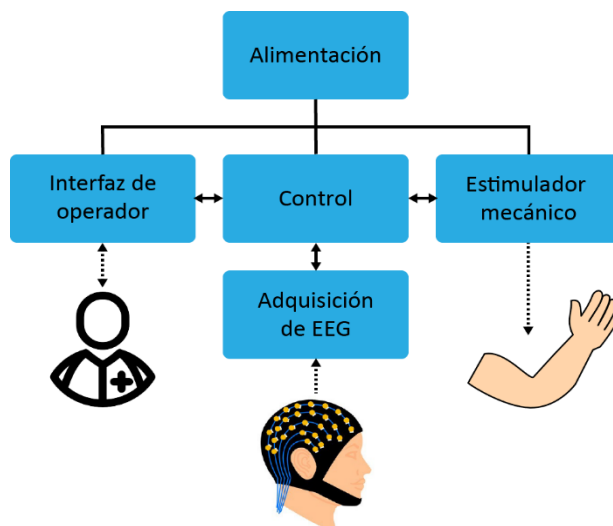 Alimentación
Interfaz de
operador
Control
Estimulador
mecánico
Adquisición
de EEG